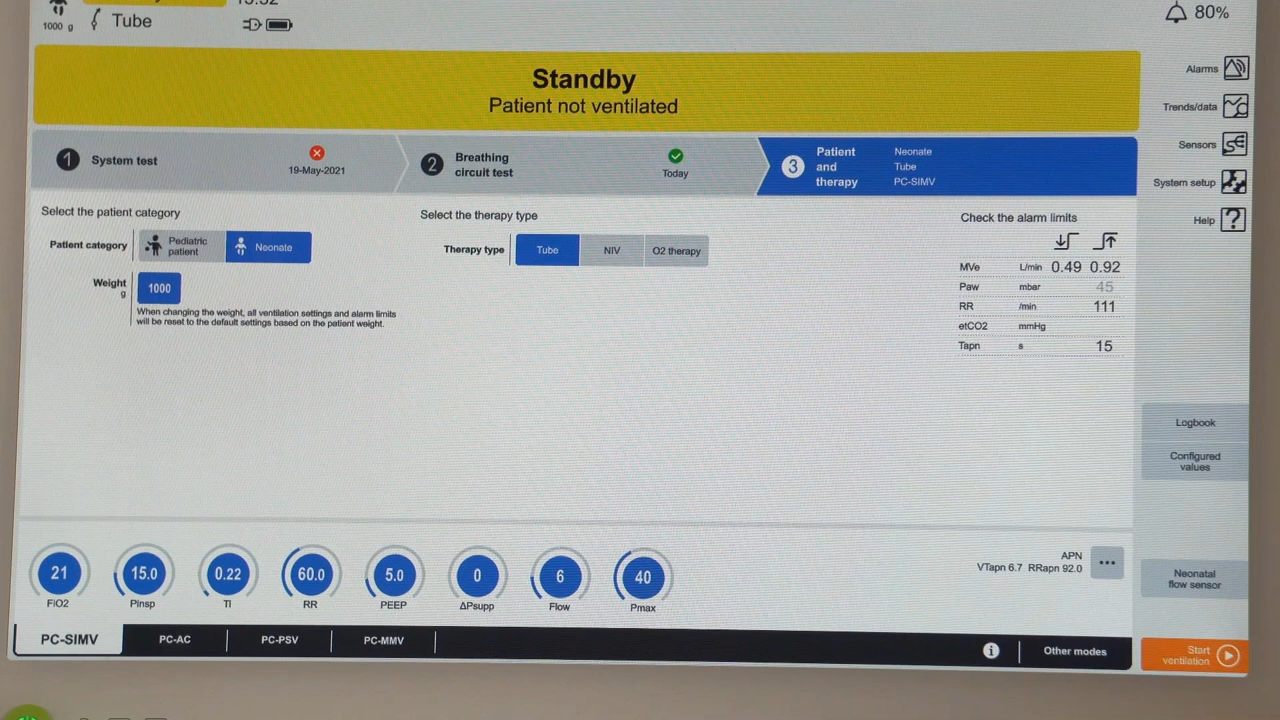 1000 g
Tube
80%
Standby
Patient not ventilated
Alarms
Trends/data
Sensors
System setup
Help
1 System test
19-May-2021
2 Breathing
circuit test
Today
3 Patient
and
therapy
Neonate
Tube
PC-SIMV
Select the patient category
Patient category
Pediatric
patient
Neonate
Weight
g
1000
When changing the weight, all ventilation settings and alarm limits
will be reset to the default settings based on the patient weight.
Select the therapy type
Therapy type
Tube
NIV
O2 therapy
Check the alarm limits
MVe L/min 0.49 0.92
Paw mbar 45
RR /min 111
etCO2 mmHg
Tapn s 15
Logbook
Configured
values
Neonatal
flow sensor
21
FiO2
15.0
Pinsp
0.22
Ti
60.0
RR
5.0
PEEP
0
ΔPsupp
6
Flow
40
Pmax
APN
VTapn 6.7 RRapn 92.0
PC-SIMV
PC-AC
PC-PSV
PC-MMV
Other modes
Start
ventilation